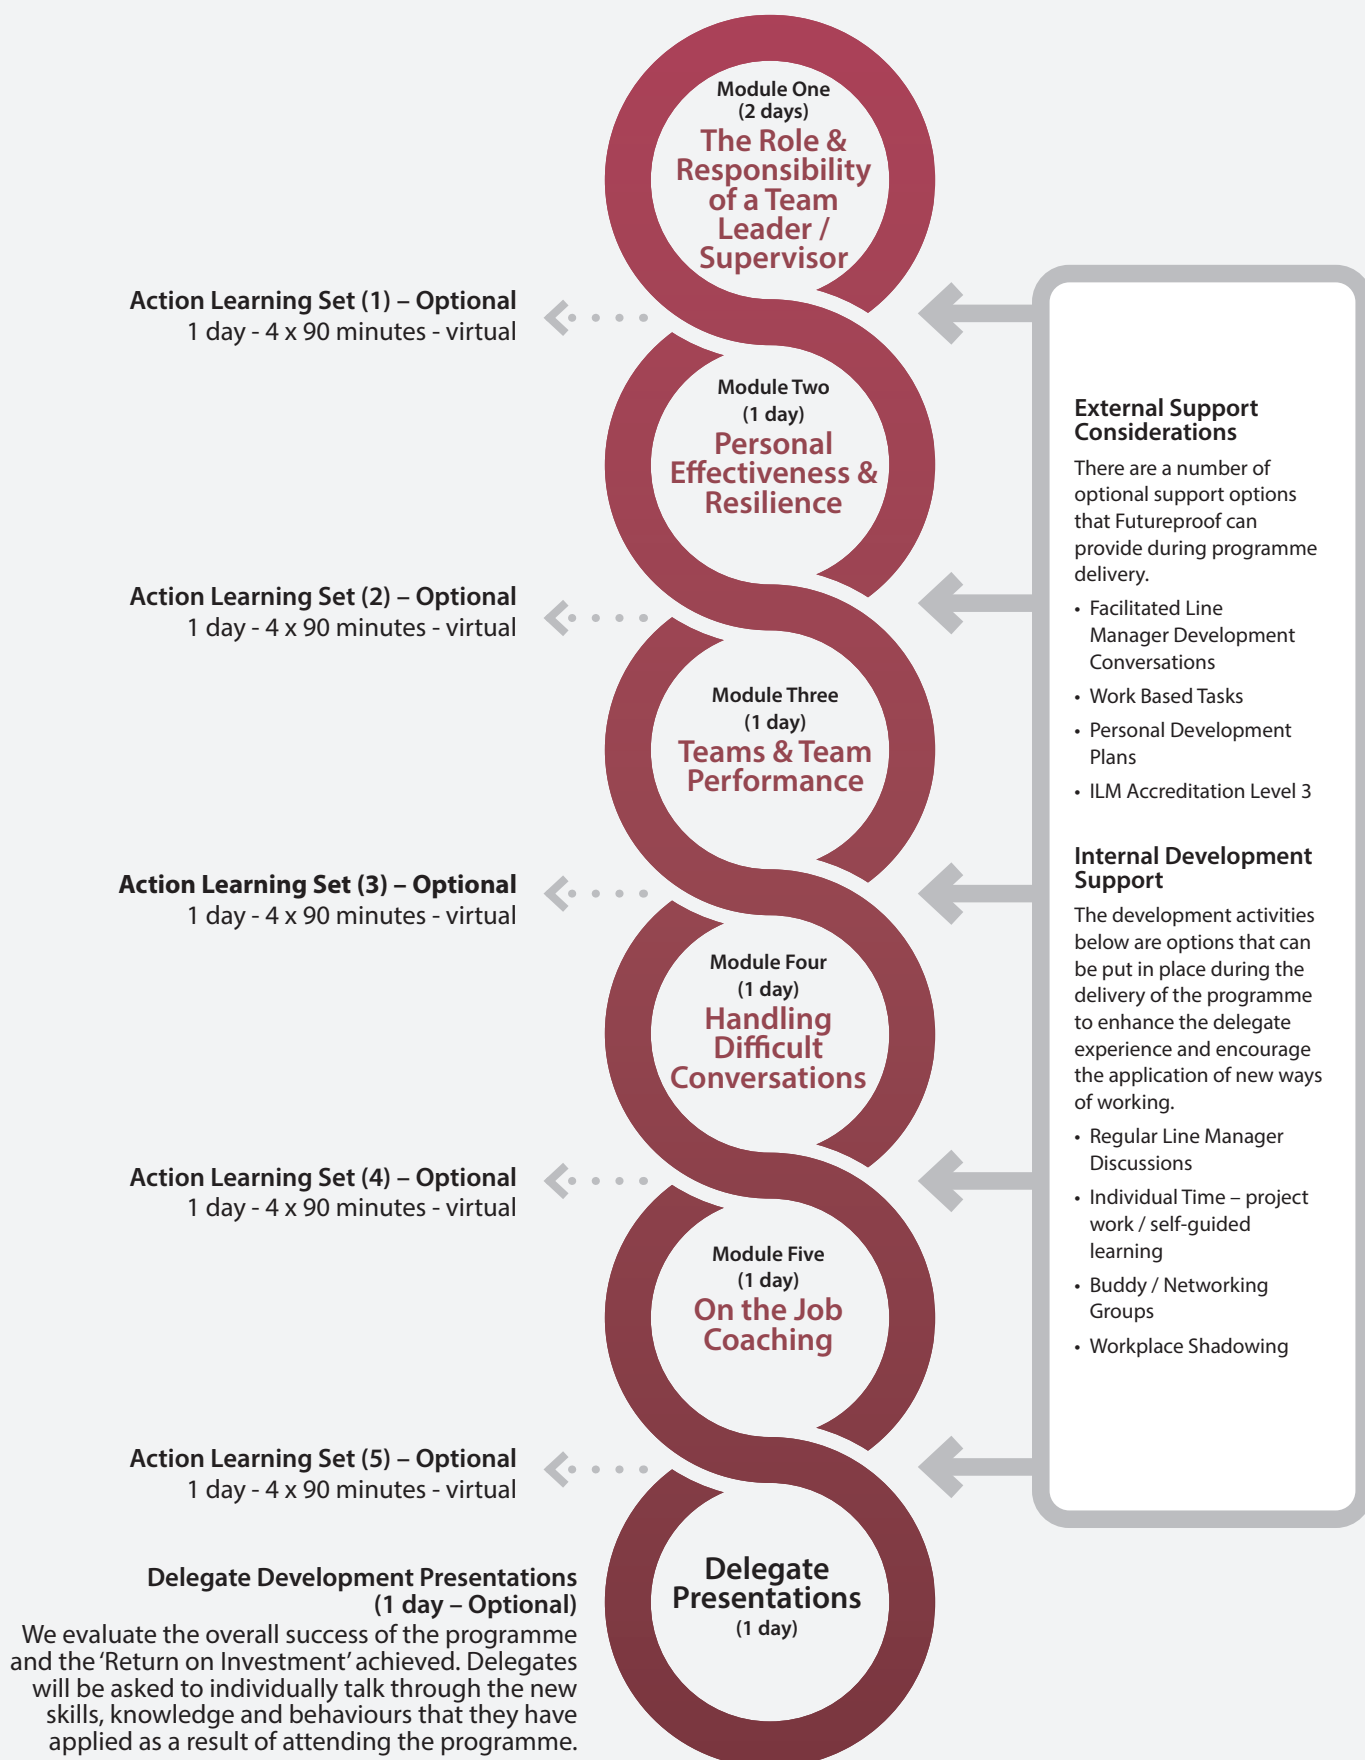 Module One
(2 days)
The Role &
Responsibility
of a Team
Leader /
Supervisor
Action Learning Set (1) – Optional
1 day - 4 x 90 minutes - virtual
Module Two
(1 day)
Personal
Effectiveness &
Resilience
Action Learning Set (2) – Optional
1 day - 4 x 90 minutes - virtual
Module Three
(1 day)
Teams & Team
Performance
Action Learning Set (3) – Optional
1 day - 4 x 90 minutes - virtual
Module Four
(1 day)
Handling
Difficult
Conversations
Action Learning Set (4) – Optional
1 day - 4 x 90 minutes - virtual
Module Five
(1 day)
On the Job
Coaching
Action Learning Set (5) – Optional
1 day - 4 x 90 minutes - virtual
Delegate
Presentations
(1 day)
Delegate Development Presentations
(1 day – Optional)
We evaluate the overall success of the programme
and the ‘Return on Investment’ achieved. Delegates
will be asked to individually talk through the new
skills, knowledge and behaviours that they have
applied as a result of attending the programme.
External Support
Considerations
There are a number of
optional support options
that Futureproof can
provide during programme
delivery.
• Facilitated Line
Manager Development
Conversations
• Work Based Tasks
• Personal Development
Plans
• ILM Accreditation Level 3
Internal Development
Support
The development activities
below are options that can
be put in place during the
delivery of the programme
to enhance the delegate
experience and encourage
the application of new ways
of working.
• Regular Line Manager
Discussions
• Individual Time – project
work / self-guided
learning
• Buddy / Networking
Groups
• Workplace Shadowing